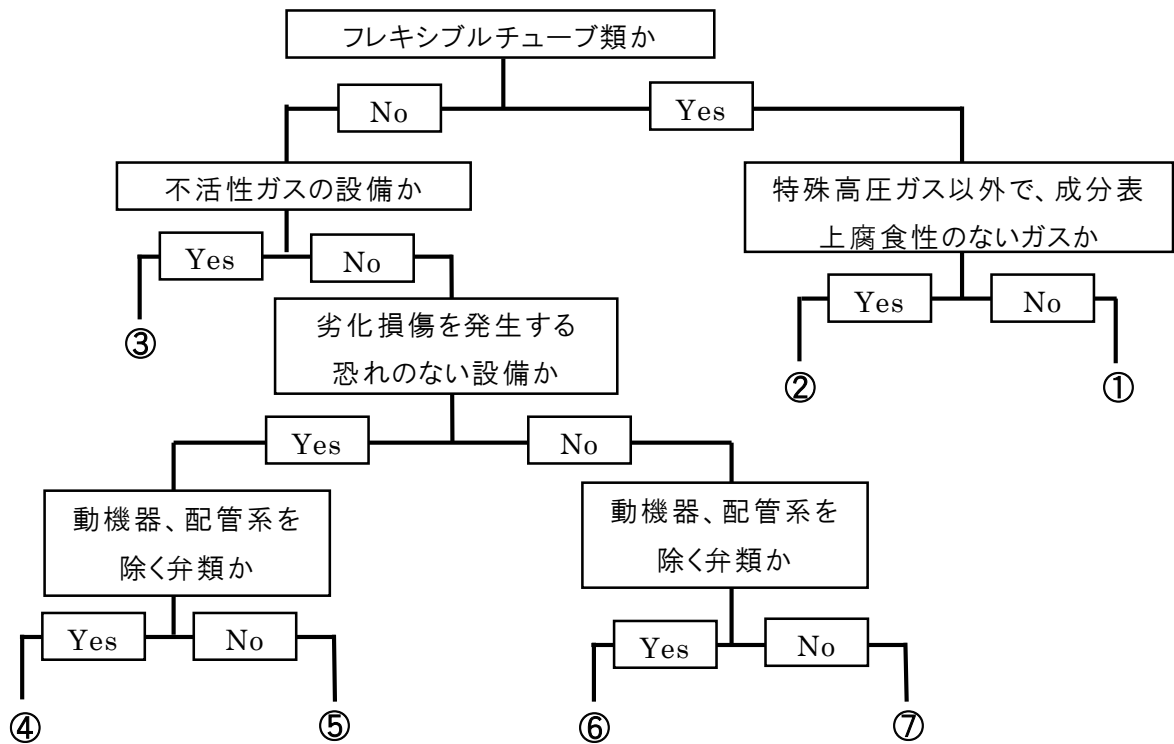 フレキシブルチューブ類か
No
Yes
不活性ガスの設備か
特殊高圧ガス以外で、成分表
上腐食性のないガスか
Yes
No
Yes
No
③
劣化損傷を発生する
恐れのない設備か
②
①
Yes
No
動機器、配管系を
除く弁類か
動機器、配管系を
除く弁類か
Yes
No
Yes
No
④
⑤
⑥
⑦